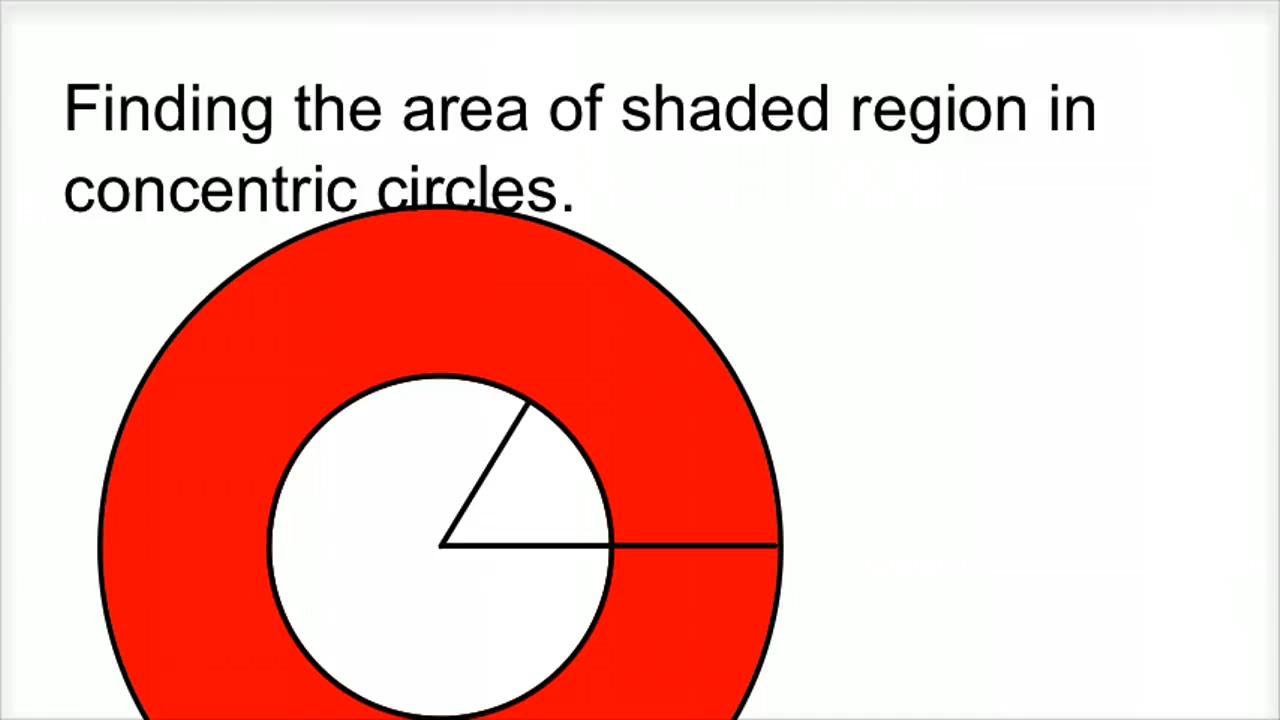 Finding the area of shaded region in
concentric circles.